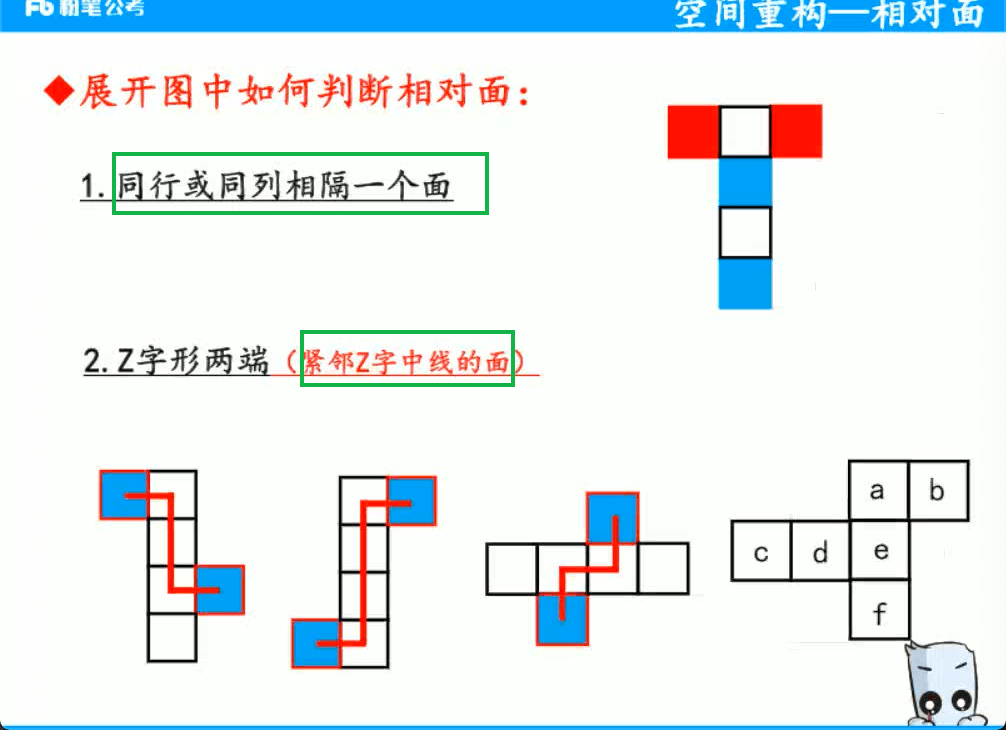 粉笔公考
空间重构—相对面
◆展开图中如何判断相对面：
1.同行或同列相隔一个面
2.Z字形两端（紧邻Z字中线的面）
a b
c d e
f